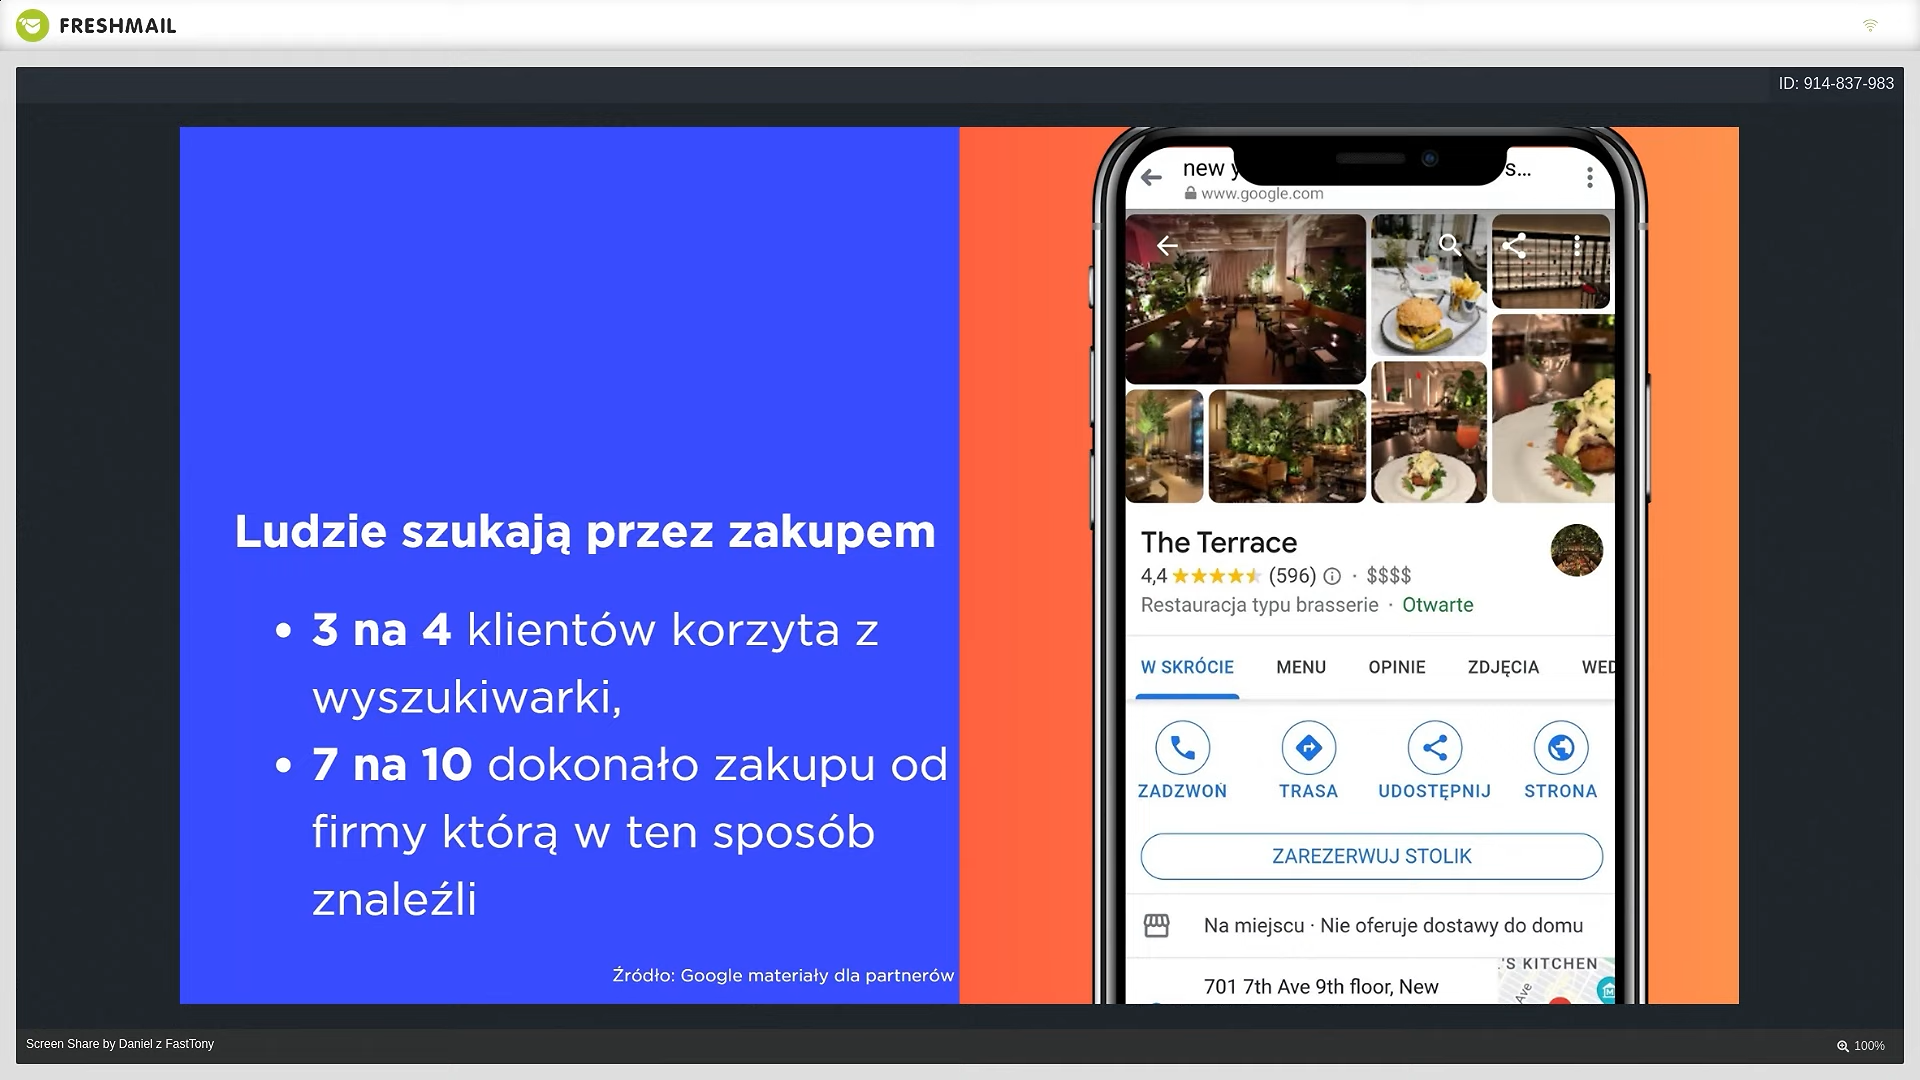 FRESHMAIL
ID: 914-837-983
Ludzie szukają przez zakupem
• 3 na 4 klientów korzyta z
wyszukiwarki,
• 7 na 10 dokonało zakupu od
firmy którą w ten sposób
znaleźli
Źródło: Google materiały dla partnerów
new y
s...
www.google.com
The Terrace
4,4 (596) · $$$$
Restauracja typu brasserie · Otwarte
W SKRÓCIE MENU OPINIE ZDJĘCIA WED
ZADZWOŃ TRASA UDOSTĘPNIJ STRONA
ZAREZERWUJ STOLIK
Na miejscu · Nie oferuje dostawy do domu
701 7th Ave 9th floor, New
'S KITCHEN
Ave
Screen Share by Daniel z FastTony
100%